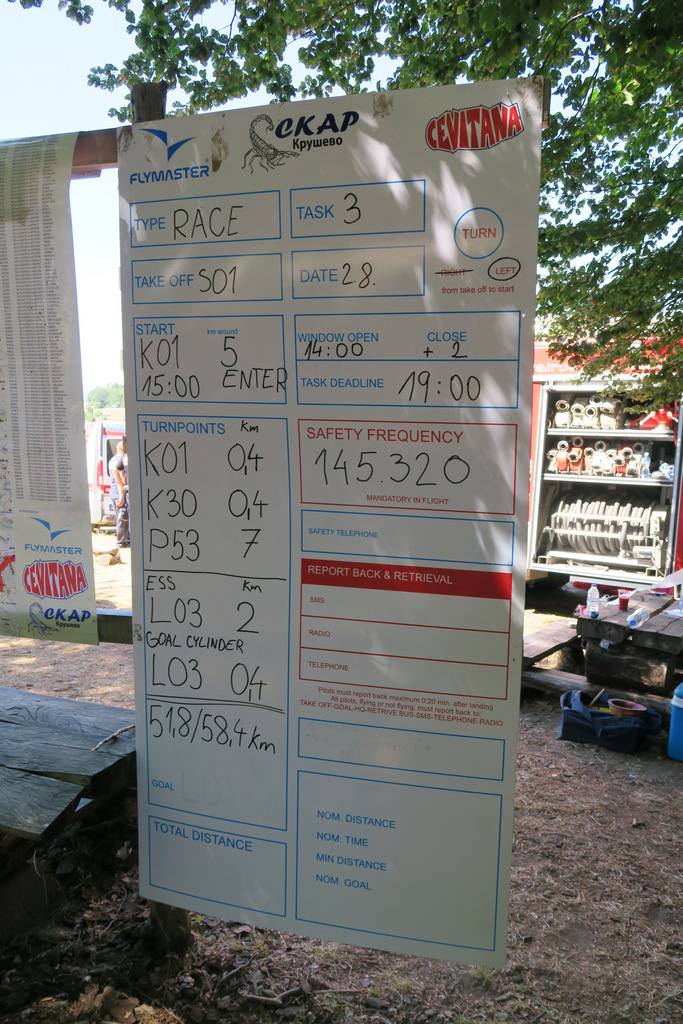 FLYMASTER
СКАР
Крушево
CEVITANA
TYPE RACE
TASK 3
TURN
TAKE OFF S01
DATE 2.8.
RIGHT
LEFT
from take off to start
START
km around
K01 5
15:00 ENTER
WINDOW OPEN CLOSE
14:00 + 2
TASK DEADLINE 19:00
TURNPOINTS Km
K01 0,4
K30 0,4
P53 7
ESS Km
L03 2
GOAL CYLINDER
L03 0,4
51,8/58,4km
GOAL
TOTAL DISTANCE
SAFETY FREQUENCY
145.320
MANDATORY IN FLIGHT
SAFETY TELEPHONE
REPORT BACK & RETRIEVAL
SMS
RADIO
TELEPHONE
Pilots must report back maximum 0:20 min. after landing
All pilots, flying or not flying, must report back to:
TAKE OFF-GOAL-HQ-RETRIVE BUS-SMS-TELEPHONE-RADIO
NOM. DISTANCE
NOM. TIME
MIN DISTANCE
NOM. GOAL
FLYMASTER
CEVITANA
СКАР
Крушево